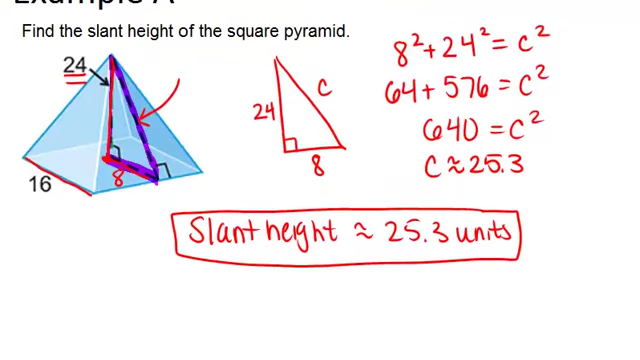 Example A
Find the slant height of the square pyramid.
24
16
8
24
c
8
8² + 24² = c²
64 + 576 = c²
640 = c²
c ≈ 25.3
Slant height ≈ 25.3 units